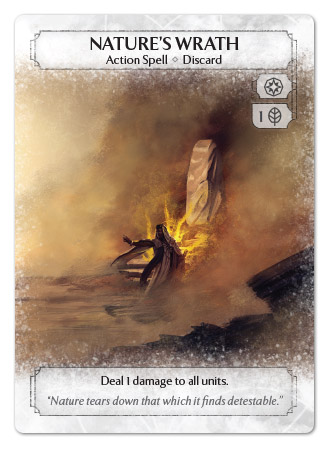 NATURE'S WRATH
Action Spell ⟡ Discard
1
Deal 1 damage to all units.
"Nature tears down that which it finds detestable."